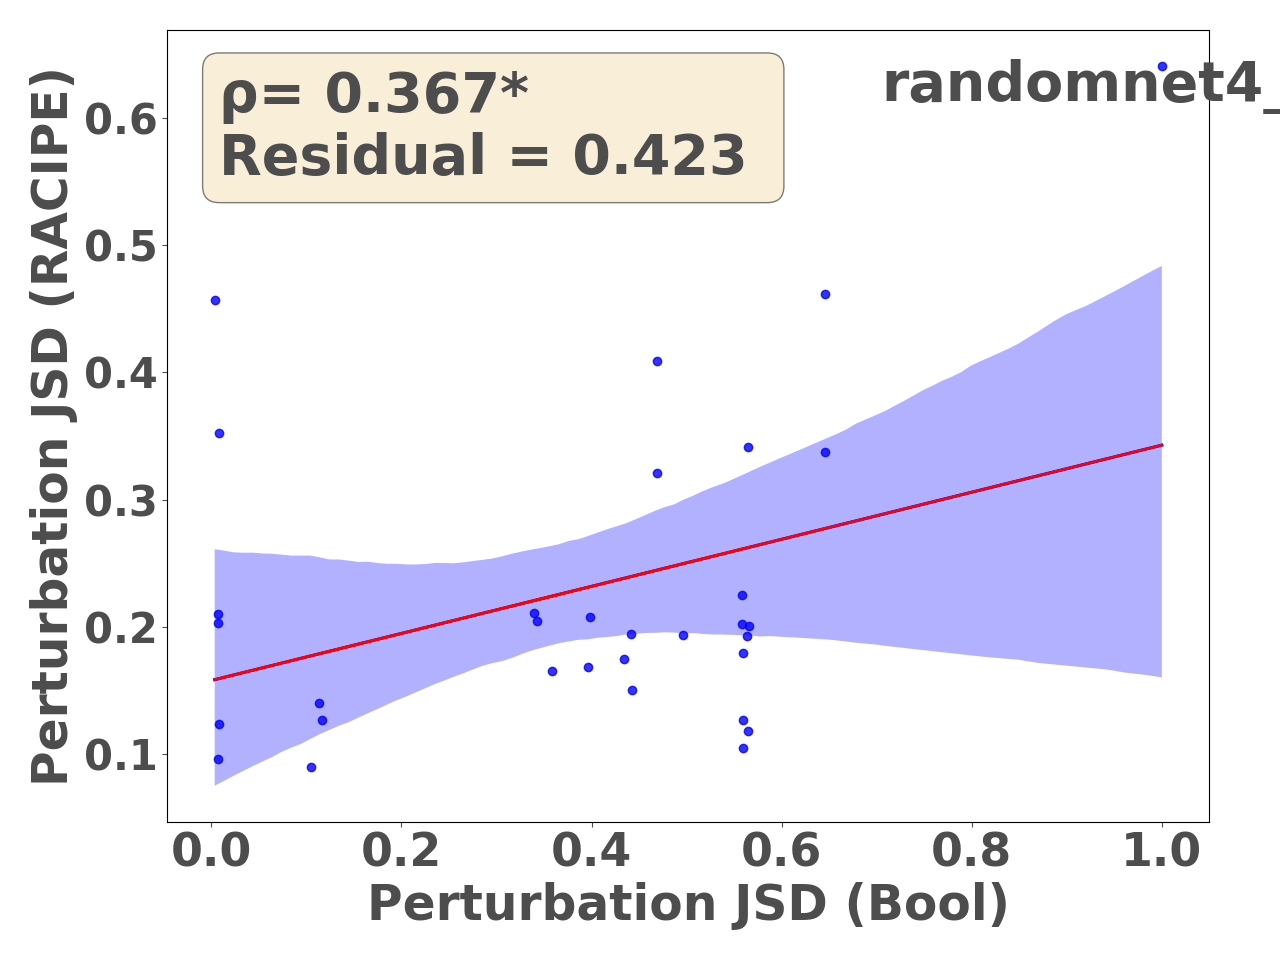 ρ= 0.367*
Residual = 0.423
randomnet4_
Perturbation JSD (RACIPE)
0.6
0.5
0.4
0.3
0.2
0.1
0.0 0.2 0.4 0.6 0.8 1.0
Perturbation JSD (Bool)